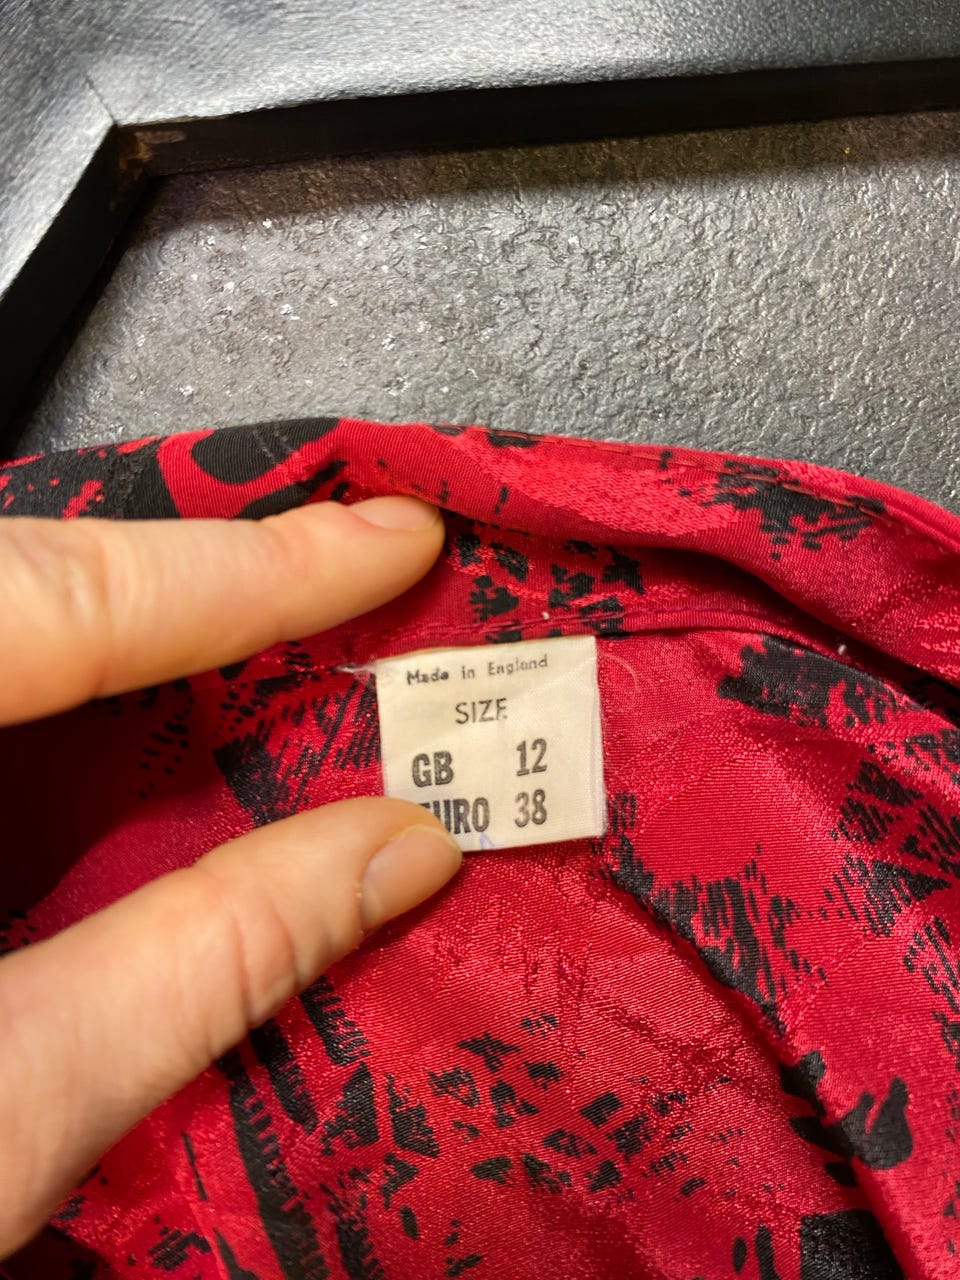 Made in England
SIZE
GB 12
EURO 38